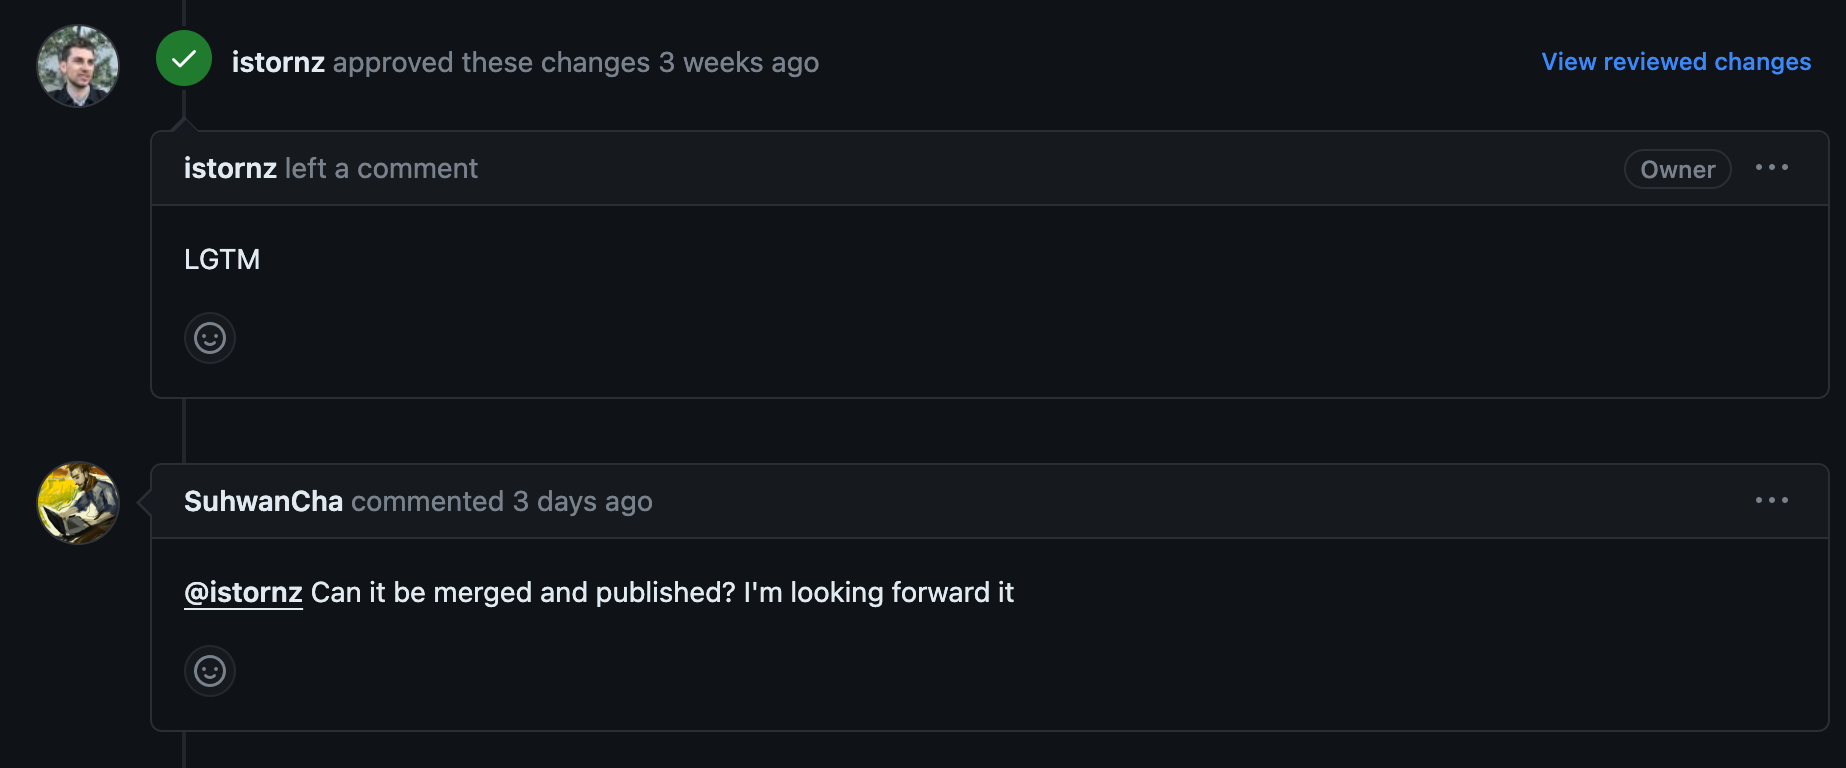 istornz approved these changes 3 weeks ago
View reviewed changes
istornz left a comment
Owner
LGTM
SuhwanCha commented 3 days ago
@istornz Can it be merged and published? I'm looking forward it